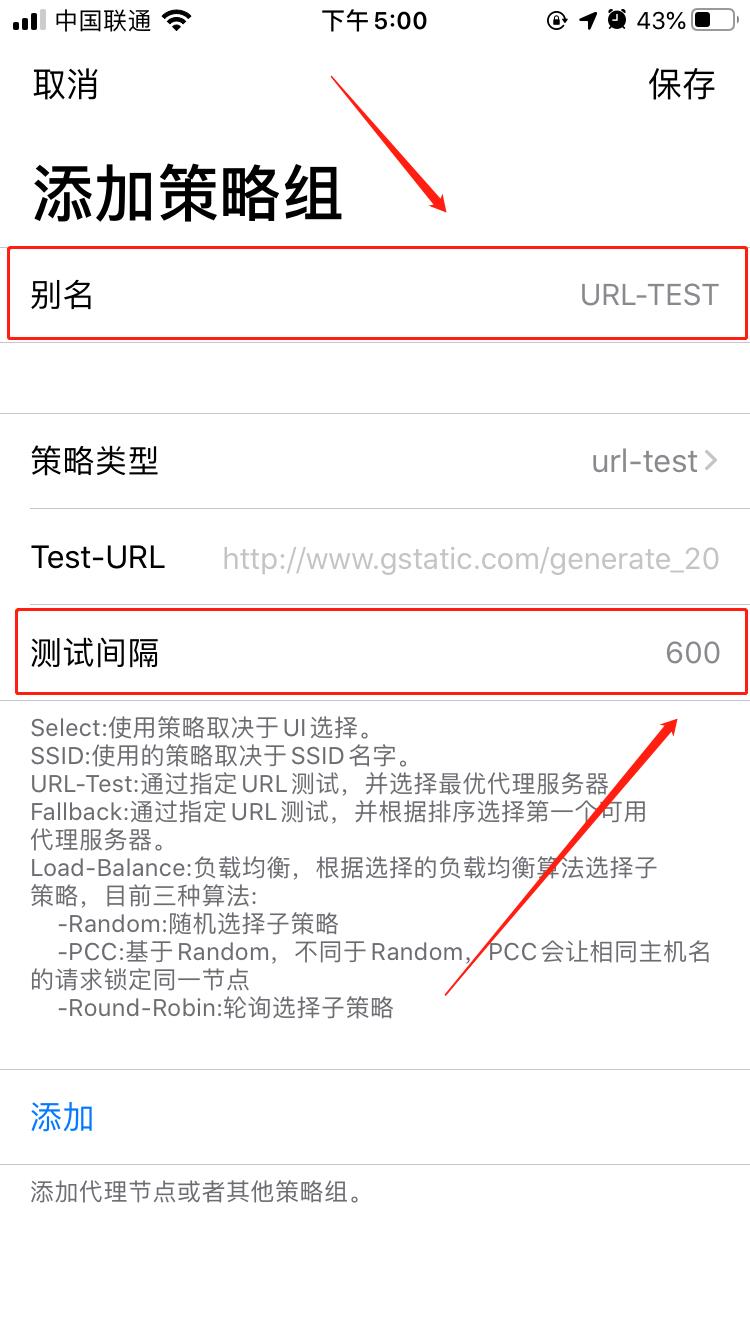 中国联通 下午5:00 43%
取消 保存
添加策略组
别名 URL-TEST
策略类型 url-test
Test-URL http://www.gstatic.com/generate_20
测试间隔 600
Select:使用策略取决于UI选择。
SSID:使用的策略取决于SSID名字。
URL-Test:通过指定URL测试，并选择最优代理服务器
Fallback:通过指定URL测试，并根据排序选择第一个可用
代理服务器。
Load-Balance:负载均衡，根据选择的负载均衡算法选择子
策略，目前三种算法:
-Random:随机选择子策略
-PCC:基于Random，不同于Random，PCC会让相同主机名
的请求锁定同一节点
-Round-Robin:轮询选择子策略
添加
添加代理节点或者其他策略组。